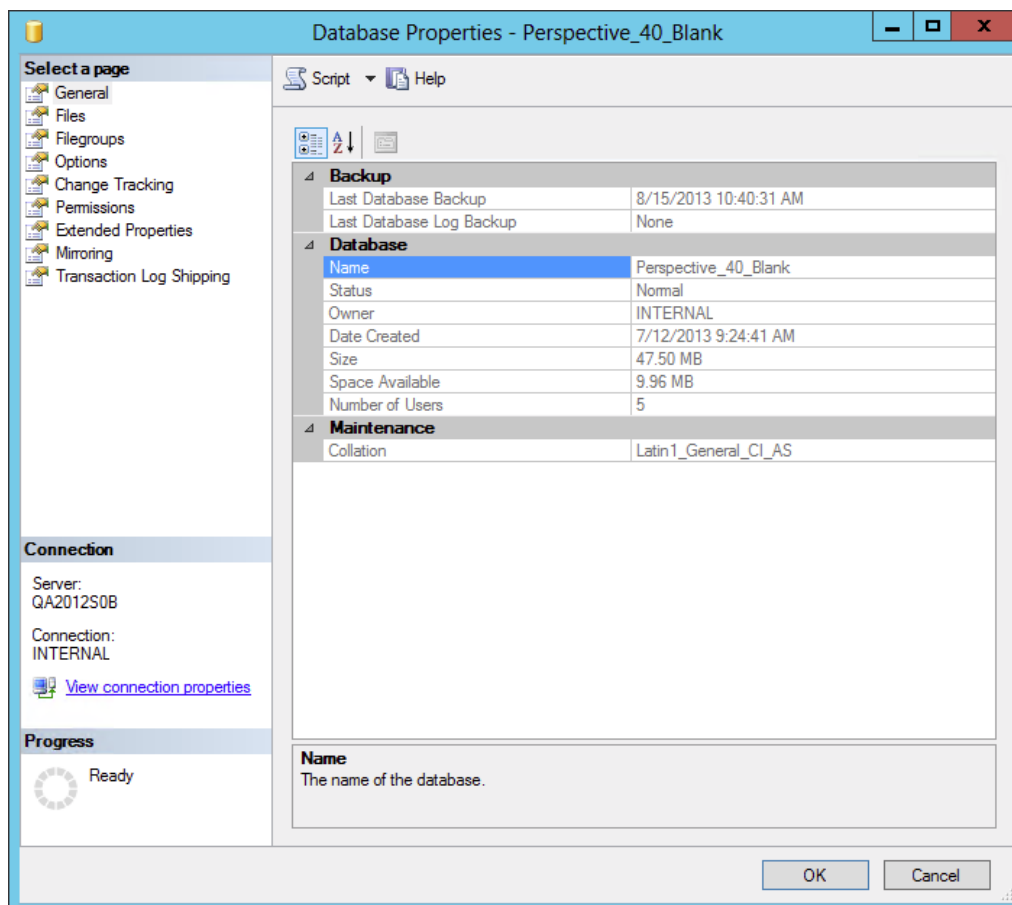 Database Properties - Perspective_40_Blank
Select a page
General
Files
Filegroups
Options
Change Tracking
Permissions
Extended Properties
Mirroring
Transaction Log Shipping
Script Help
Backup
Last Database Backup 8/15/2013 10:40:31 AM
Last Database Log Backup None
Database
Name Perspective_40_Blank
Status Normal
Owner INTERNAL
Date Created 7/12/2013 9:24:41 AM
Size 47.50 MB
Space Available 9.96 MB
Number of Users 5
Maintenance
Collation Latin1_General_CI_AS
Connection
Server:
QA2012S0B
Connection:
INTERNAL
View connection properties
Progress
Ready
Name
The name of the database.
OK Cancel